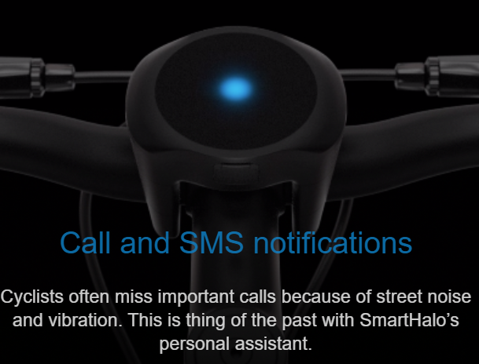 Call and SMS notifications
Cyclists often miss important calls because of street noise
and vibration. This is thing of the past with SmartHalo’s
personal assistant.